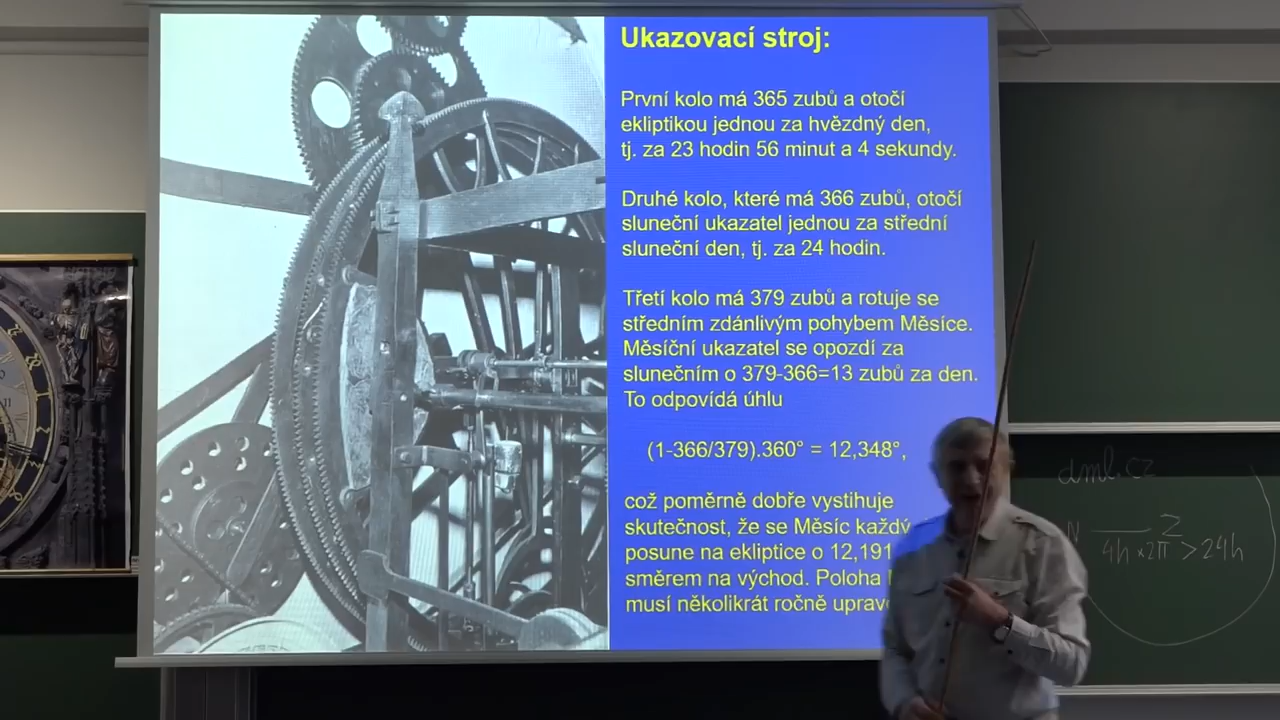 Ukazovací stroj:
První kolo má 365 zubů a otočí
ekliptikou jednou za hvězdný den,
tj. za 23 hodin 56 minut a 4 sekundy.
Druhé kolo, které má 366 zubů, otočí
sluneční ukazatel jednou za střední
sluneční den, tj. za 24 hodin.
Třetí kolo má 379 zubů a rotuje se
středním zdánlivým pohybem Měsíce.
Měsíční ukazatel se opozdí za
slunečním o 379-366=13 zubů za den.
To odpovídá úhlu
(1-366/379).360° = 12,348°,
což poměrně dobře vystihuje
skutečnost, že se Měsíc každý
posune na ekliptice o 12,191
směrem na východ. Poloha
musí několikrát ročně
dml.cz
4h × 2π > 24h